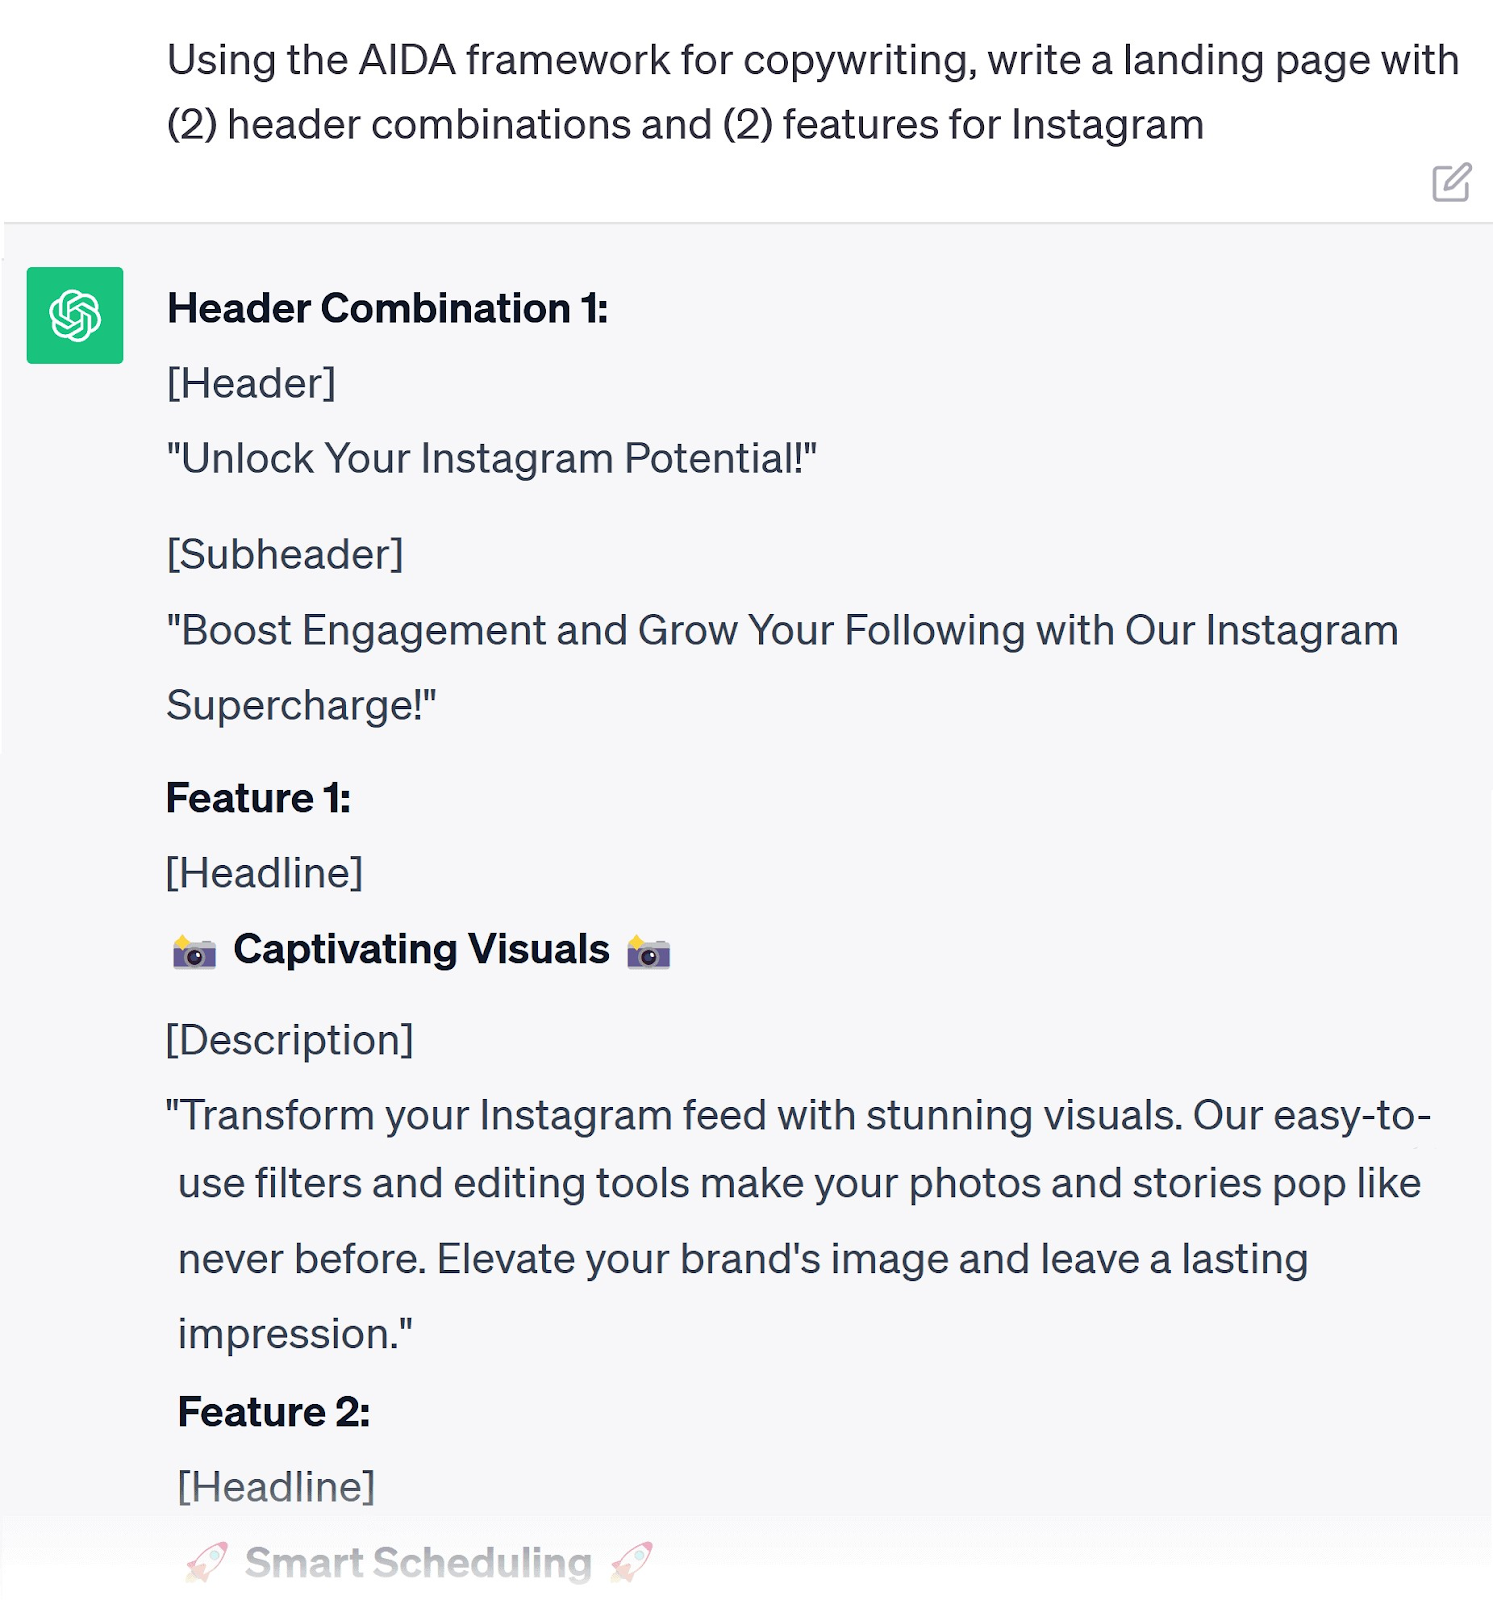 Using the AIDA framework for copywriting, write a landing page with
(2) header combinations and (2) features for Instagram
Header Combination 1:
[Header]
"Unlock Your Instagram Potential!"
[Subheader]
"Boost Engagement and Grow Your Following with Our Instagram
Supercharge!"
Feature 1:
[Headline]
📸 Captivating Visuals 📸
[Description]
"Transform your Instagram feed with stunning visuals. Our easy-to-
use filters and editing tools make your photos and stories pop like
never before. Elevate your brand's image and leave a lasting
impression."
Feature 2:
[Headline]
🚀 Smart Scheduling 🚀